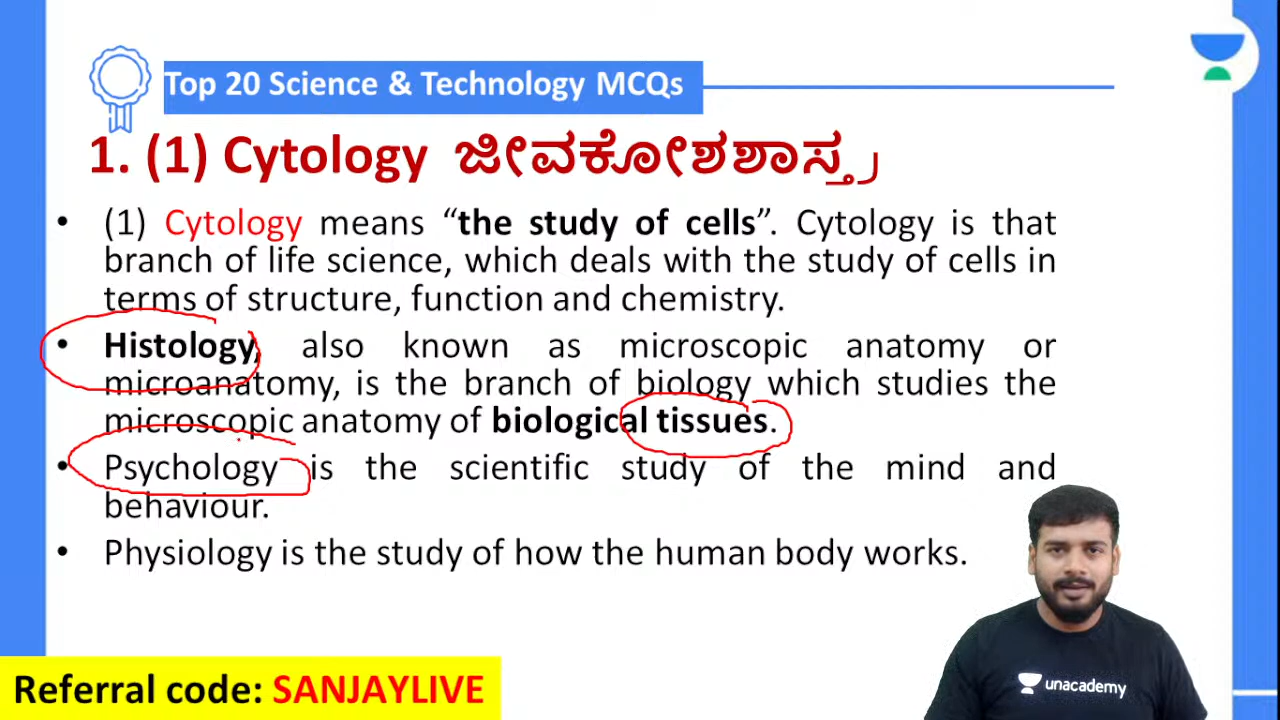 Top 20 Science & Technology MCQs
1. (1) Cytology ಜೀವಕೋಶಶಾಸ್ತ್ರ
• (1) Cytology means “the study of cells”. Cytology is that
branch of life science, which deals with the study of cells in
terms of structure, function and chemistry.
• Histology, also known as microscopic anatomy or
microanatomy, is the branch of biology which studies the
microscopic anatomy of biological tissues.
• Psychology is the scientific study of the mind and
behaviour.
• Physiology is the study of how the human body works.
unacademy
Referral code: SANJAYLIVE